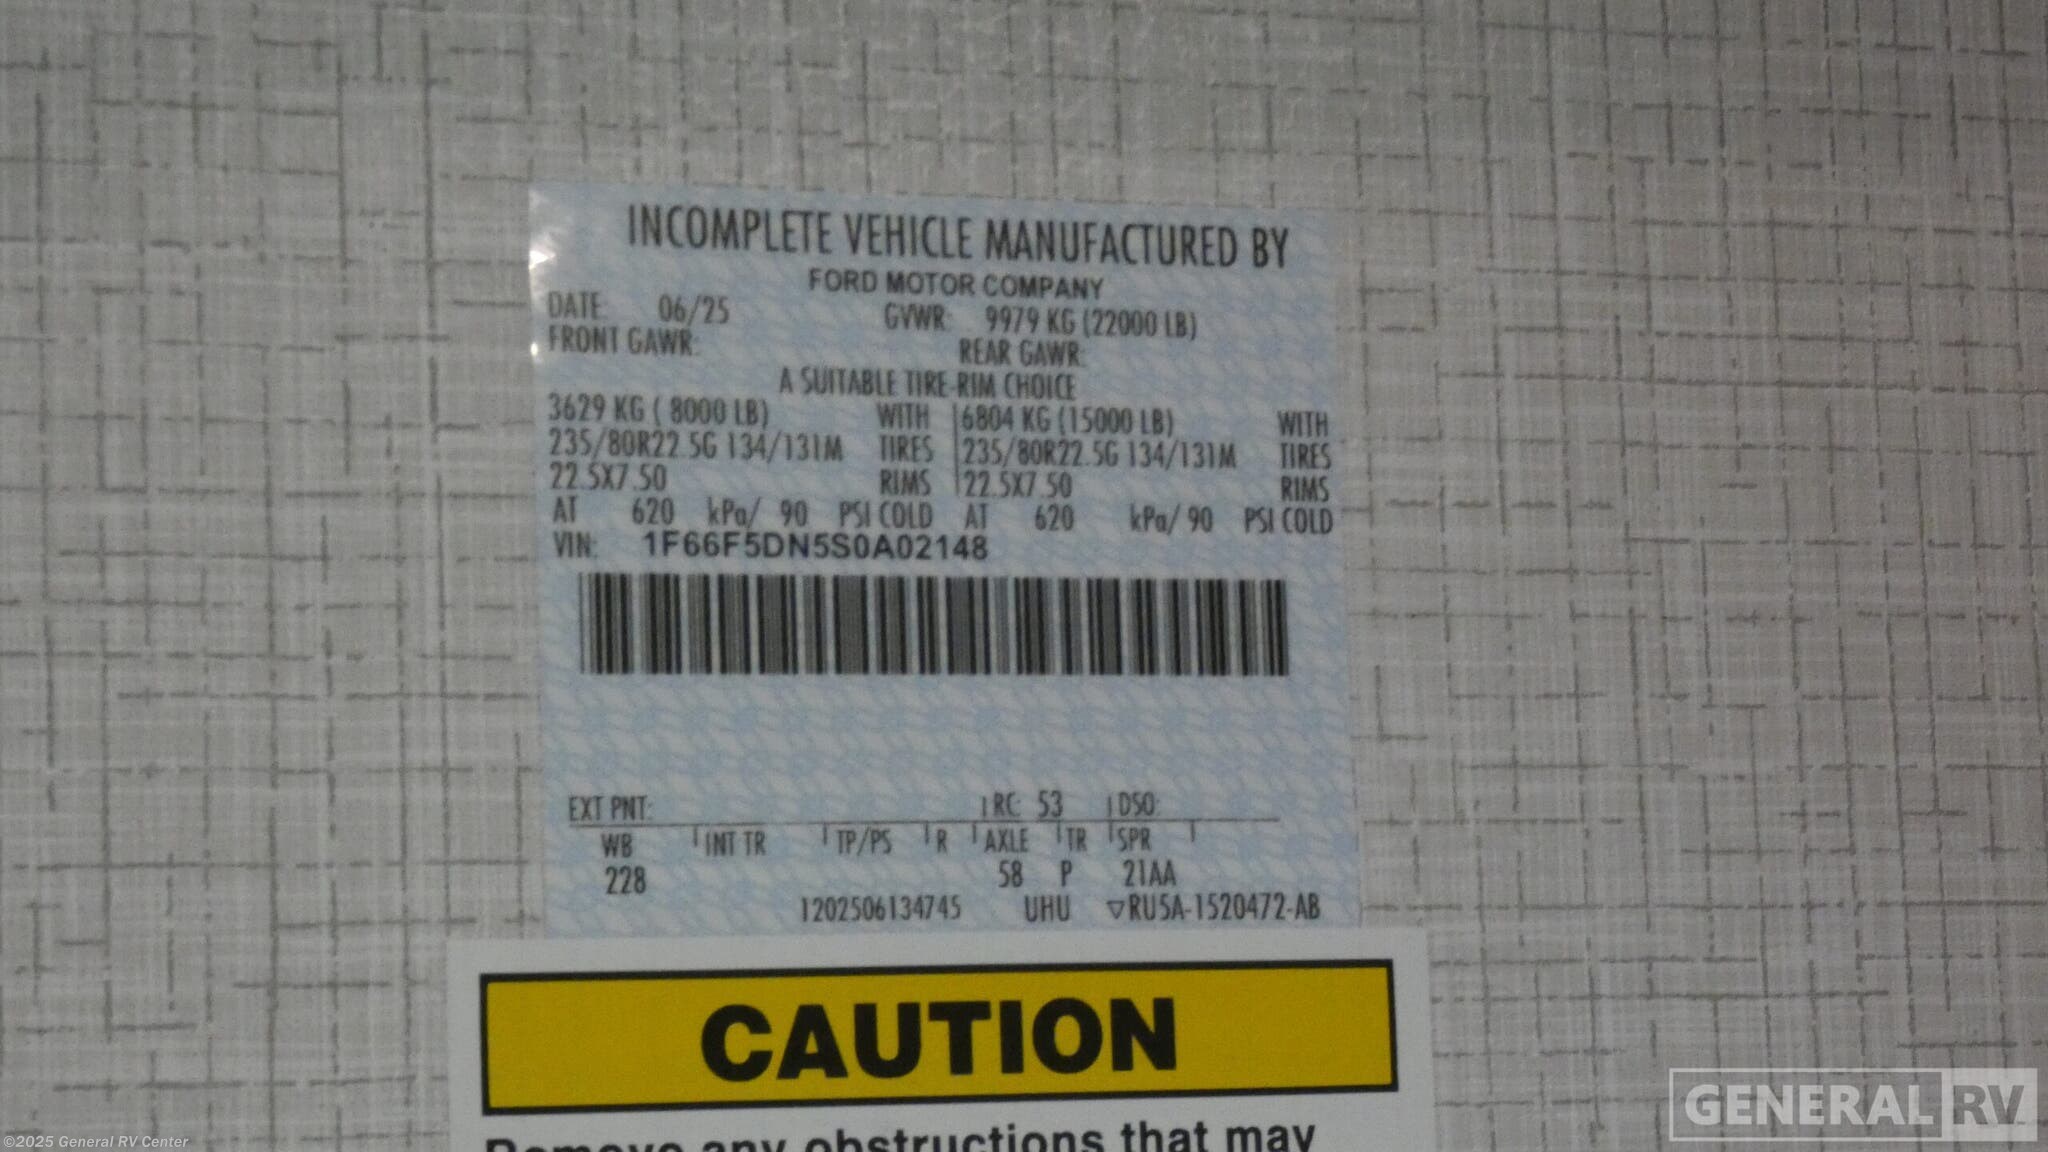 INCOMPLETE VEHICLE MANUFACTURED BY
FORD MOTOR COMPANY
DATE: 06/25 GVWR: 9979 KG (22000 LB)
FRONT GAWR: REAR GAWR:
A SUITABLE TIRE-RIM CHOICE
3629 KG ( 8000 LB) WITH 6804 KG (15000 LB) WITH
235/80R22.5G 134/131M TIRES 235/80R22.5G 134/131M TIRES
22.5X7.50 RIMS 22.5X7.50 RIMS
AT 620 kPa/ 90 PSI COLD AT 620 kPa/ 90 PSI COLD
VIN: 1F66F5DN5S0A02148
EXT PNT: RC: 53 DSO:
WB INT TR TP/PS R AXLE TR SPR
228 58 P 21AA
1202506134745 UHU ▽RU5A-1520472-AB
CAUTION
Remove any obstructions that may
GENERAL RV
©2025 General RV Center